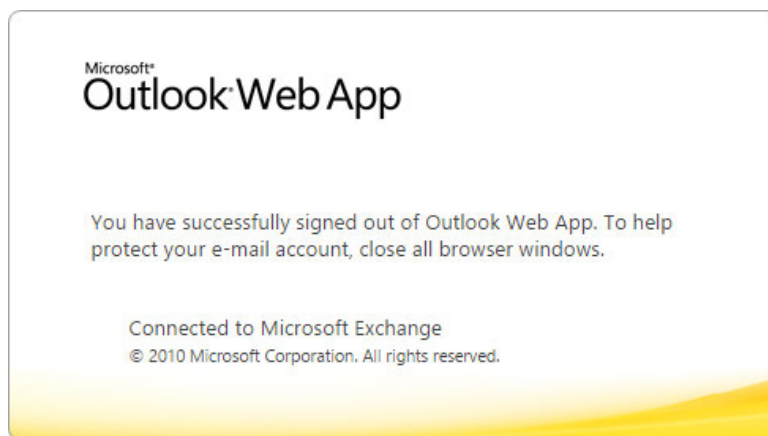 Microsoft®
Outlook® Web App
You have successfully signed out of Outlook Web App. To help
protect your e-mail account, close all browser windows.
Connected to Microsoft Exchange
© 2010 Microsoft Corporation. All rights reserved.